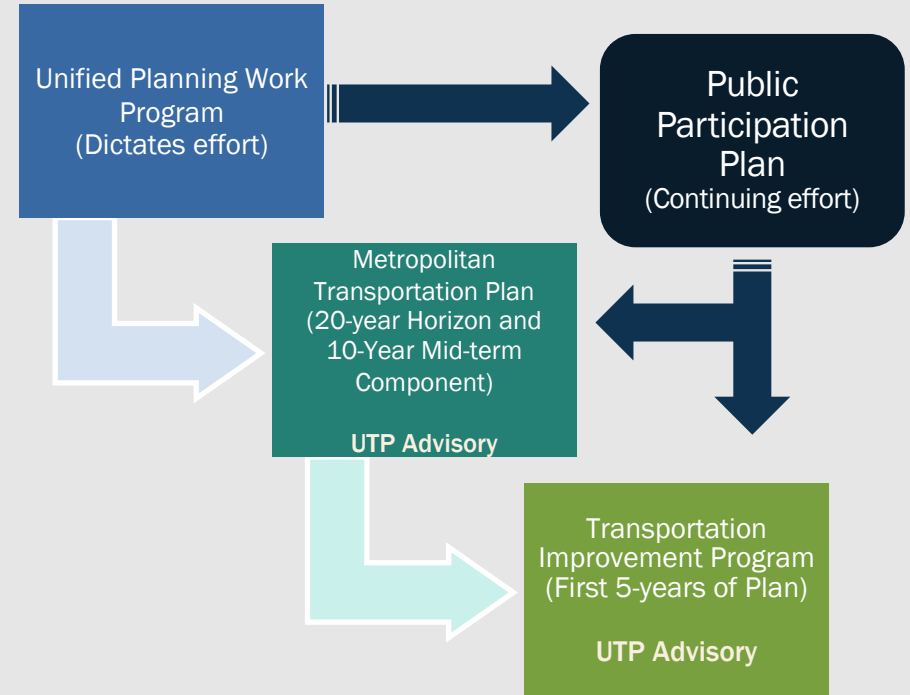 Unified Planning Work
Program
(Dictates effort)
Public
Participation
Plan
(Continuing effort)
Metropolitan
Transportation Plan
(20-year Horizon and
10-Year Mid-term
Component)
UTP Advisory
Transportation
Improvement Program
(First 5-years of Plan)
UTP Advisory